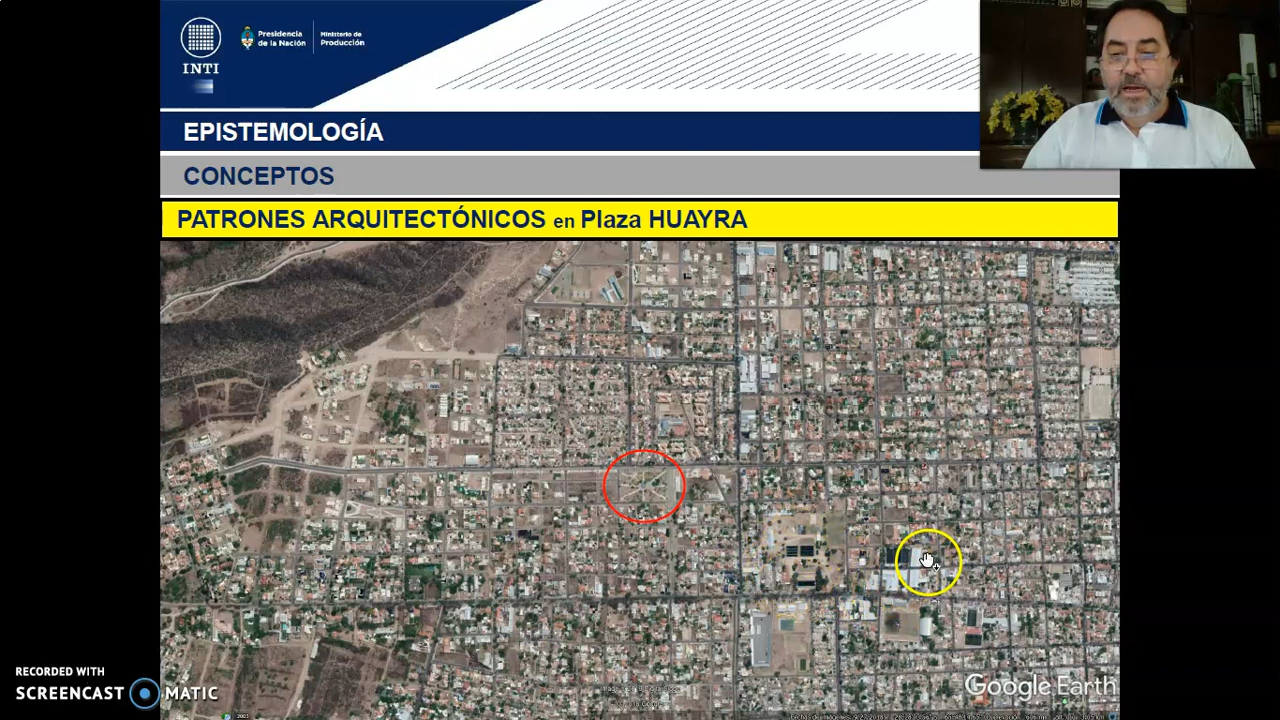 INTI
Presidencia
de la Nación
Ministerio de
Producción
EPISTEMOLOGÍA
CONCEPTOS
PATRONES ARQUITECTÓNICOS en Plaza HUAYRA
Google Earth
RECORDED WITH
SCREENCAST MATIC
2003